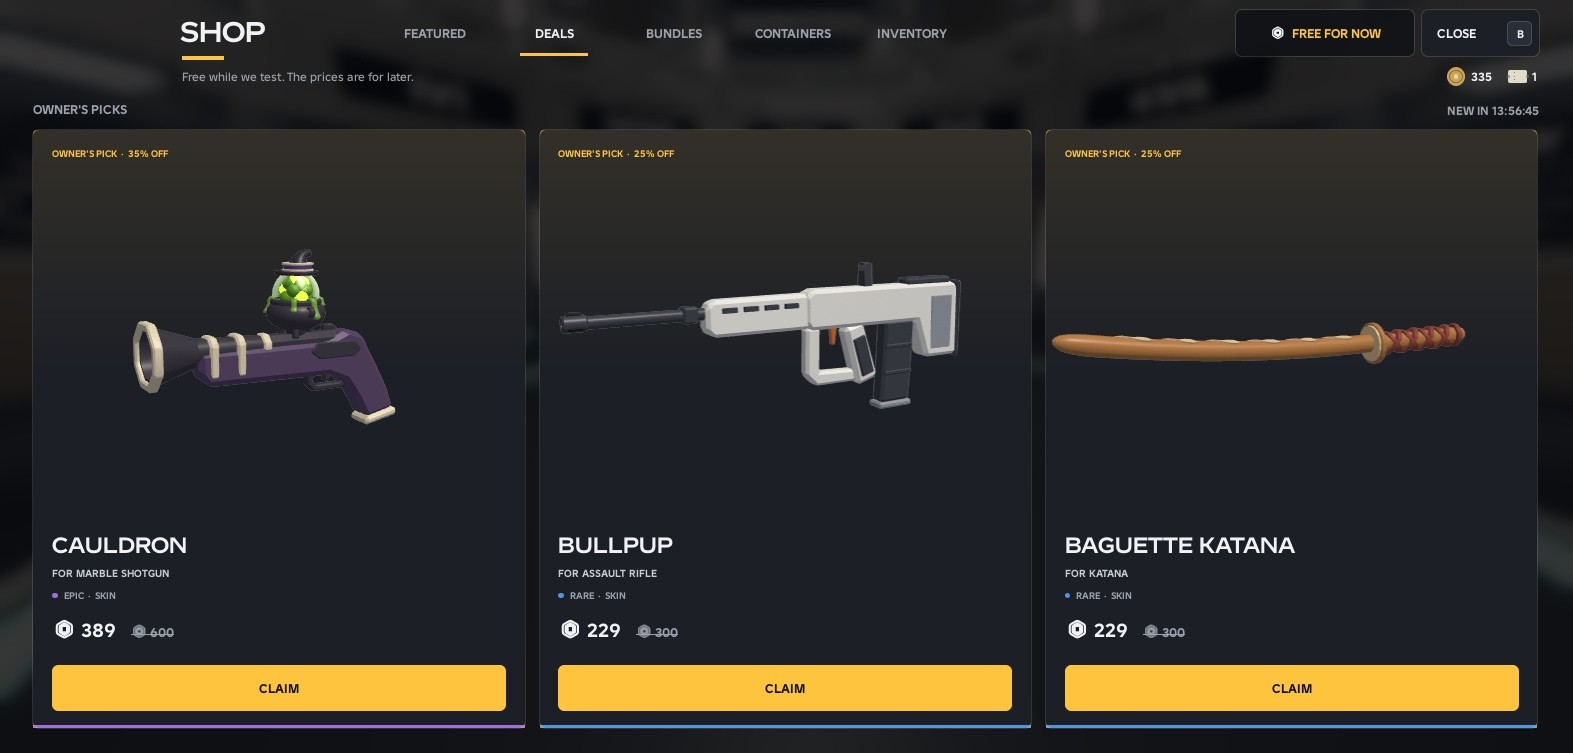 SHOP
FEATURED
DEALS
BUNDLES
CONTAINERS
INVENTORY
FREE FOR NOW
CLOSE
B
Free while we test. The prices are for later.
335
1
OWNER'S PICKS
NEW IN 13:56:45
OWNER'S PICK · 35% OFF
CAULDRON
FOR MARBLE SHOTGUN
EPIC · SKIN
389 600
CLAIM
OWNER'S PICK · 25% OFF
BULLPUP
FOR ASSAULT RIFLE
RARE · SKIN
229 300
CLAIM
OWNER'S PICK · 25% OFF
BAGUETTE KATANA
FOR KATANA
RARE · SKIN
229 300
CLAIM